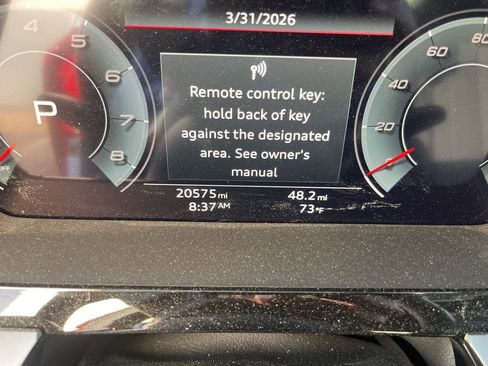 3/31/2026
4
5
6
7
8
P
Remote control key:
hold back of key
against the designated
area. See owner's
manual
80
60
40
20
0
20575 mi
48.2 mi
8:37 AM
73°F